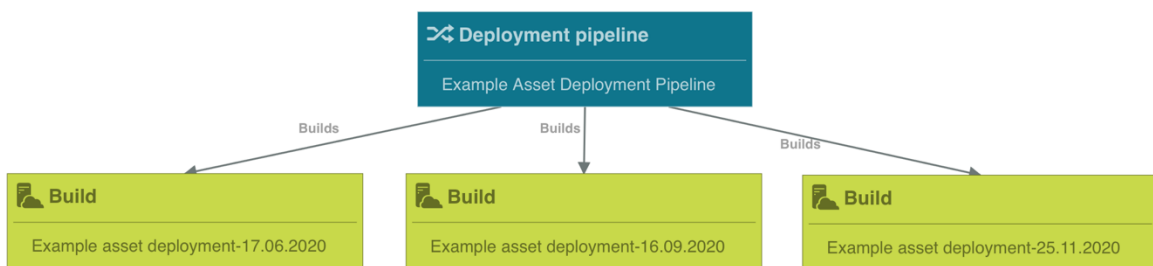 Deployment pipeline
Example Asset Deployment Pipeline
Builds
Builds
Builds
Build
Example asset deployment-17.06.2020
Build
Example asset deployment-16.09.2020
Build
Example asset deployment-25.11.2020